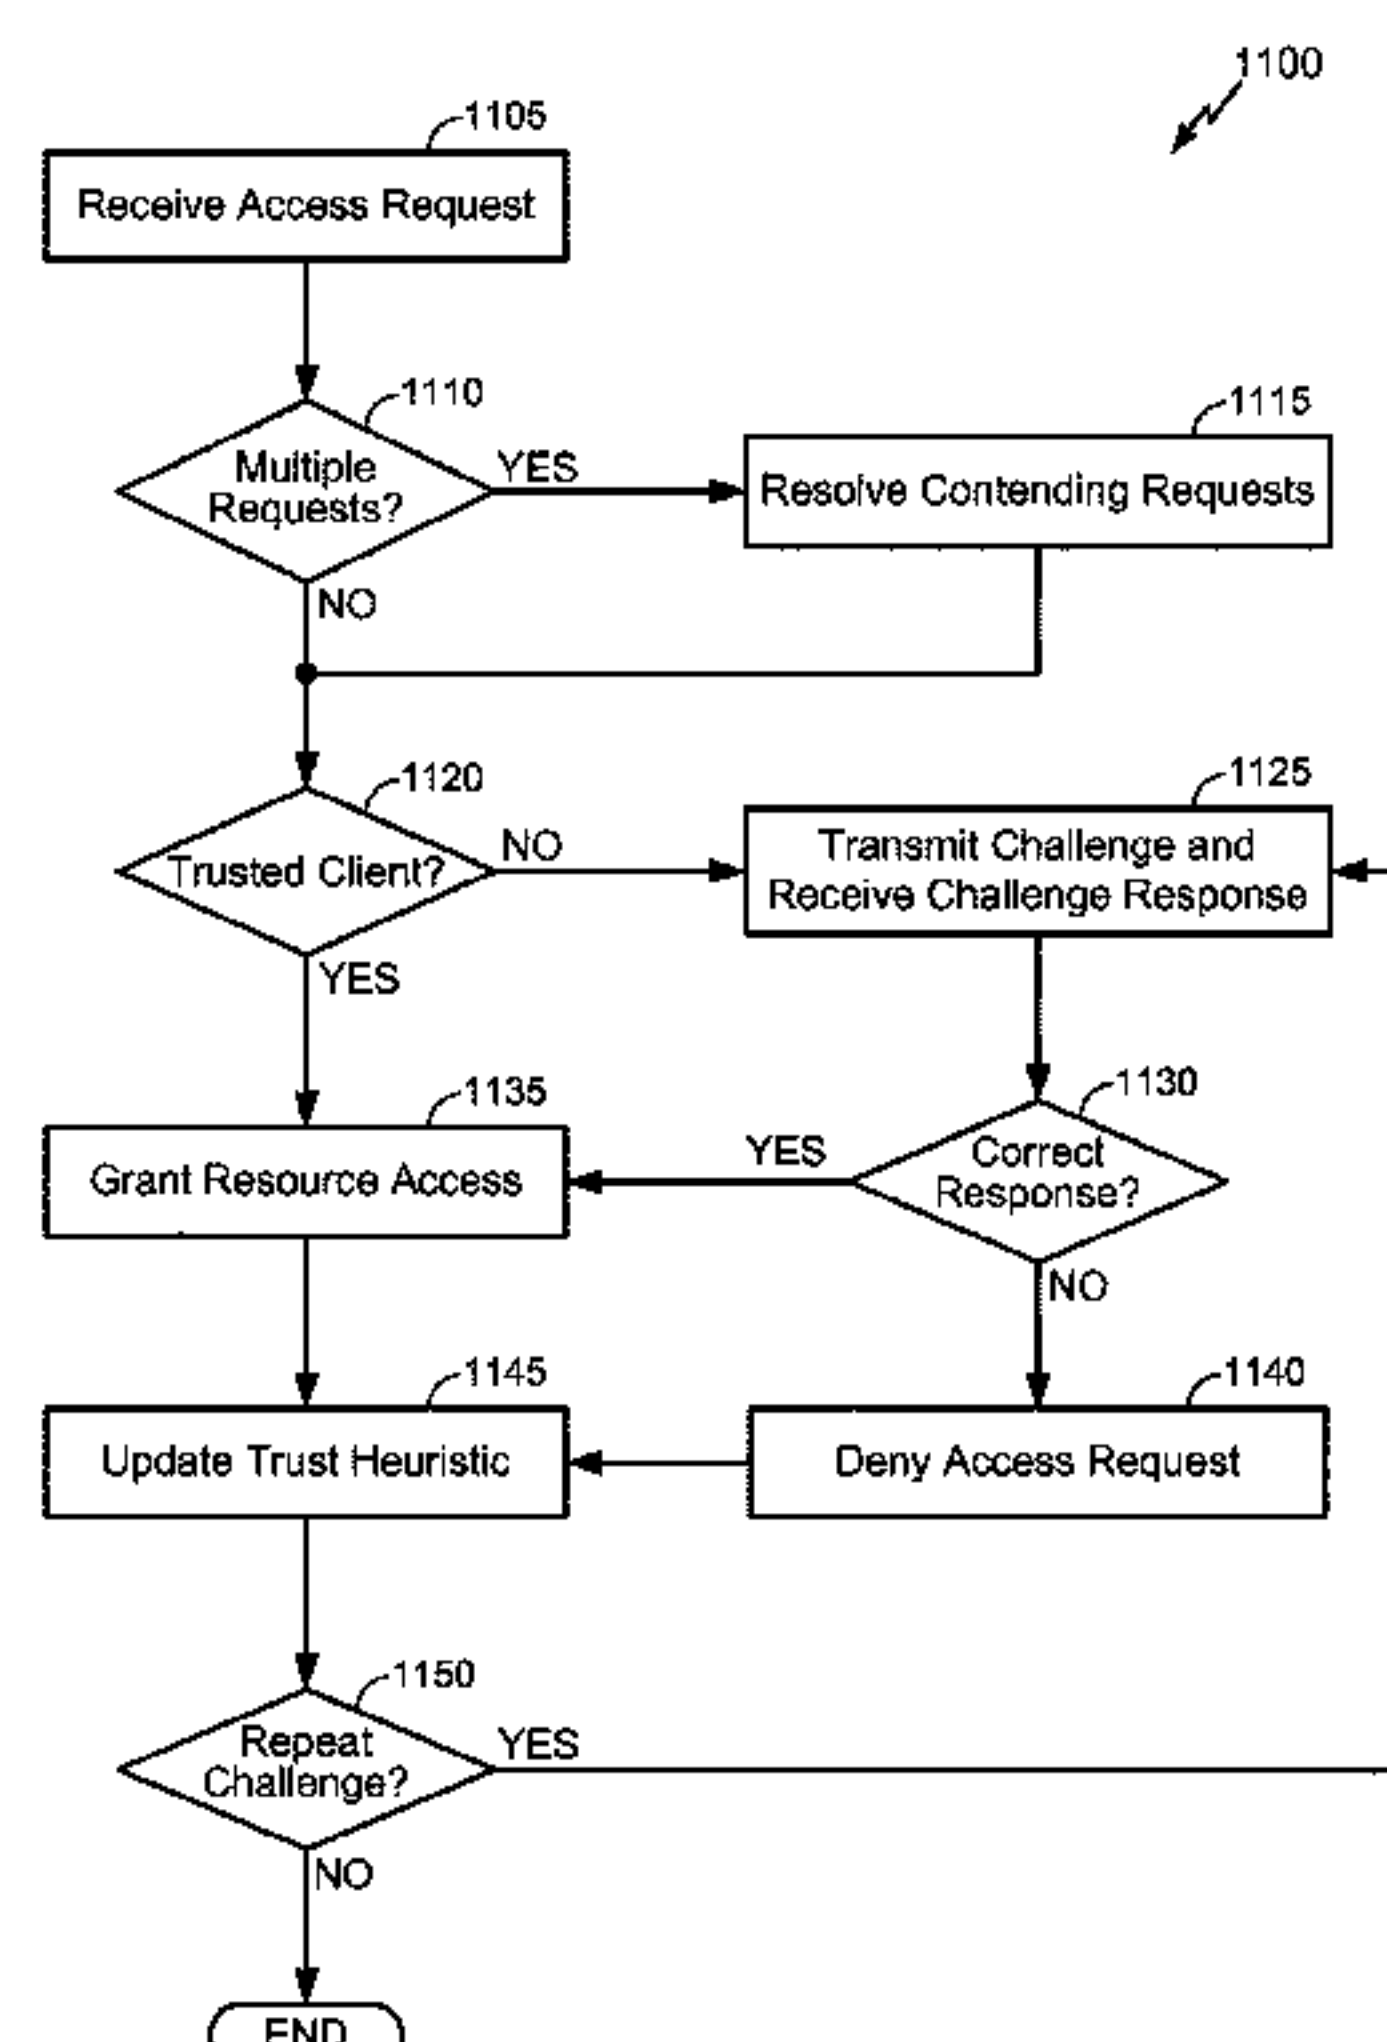 1100
1105
Receive Access Request
1110
Multiple
Requests?
YES
NO
1115
Resolve Contending Requests
1120
Trusted Client?
NO
YES
1125
Transmit Challenge and
Receive Challenge Response
1130
Correct
Response?
YES
NO
1135
Grant Resource Access
1145
Update Trust Heuristic
1140
Deny Access Request
1150
Repeat
Challenge?
YES
NO
END